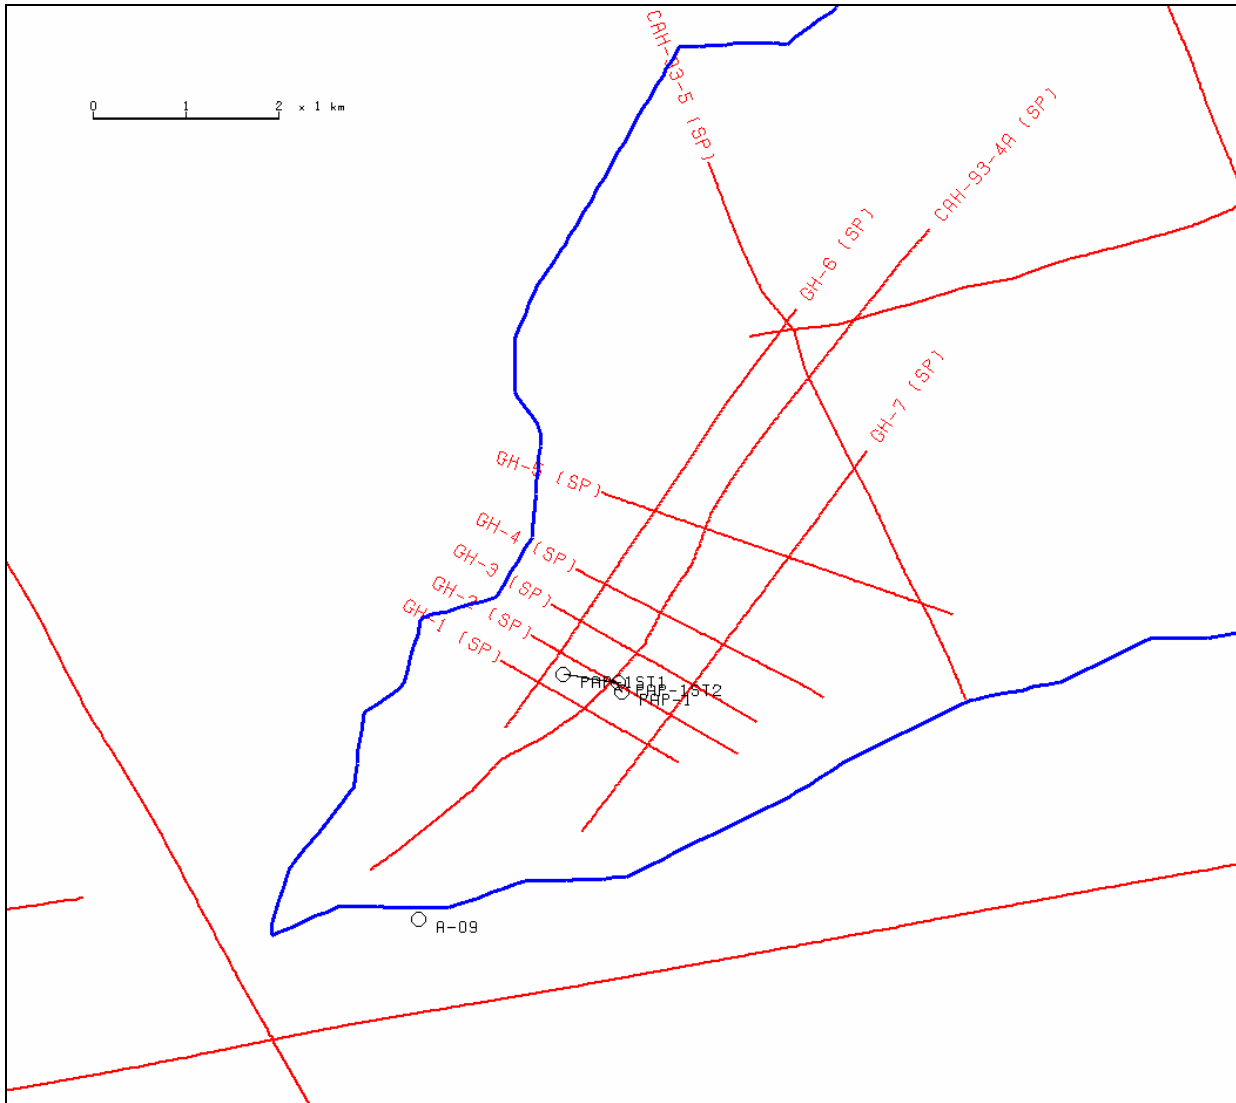 CAH-93-5 (SP)
0 1 2 x 1 km
CAH-93-4A (SP)
GH-6 (SP)
GH-7 (SP)
GH-5 (SP)
GH-4 (SP)
GH-3 (SP)
GH-2 (SP)
GH-1 (SP)
PAP-1ST1
PAP-1ST2
PAP-1
A-09